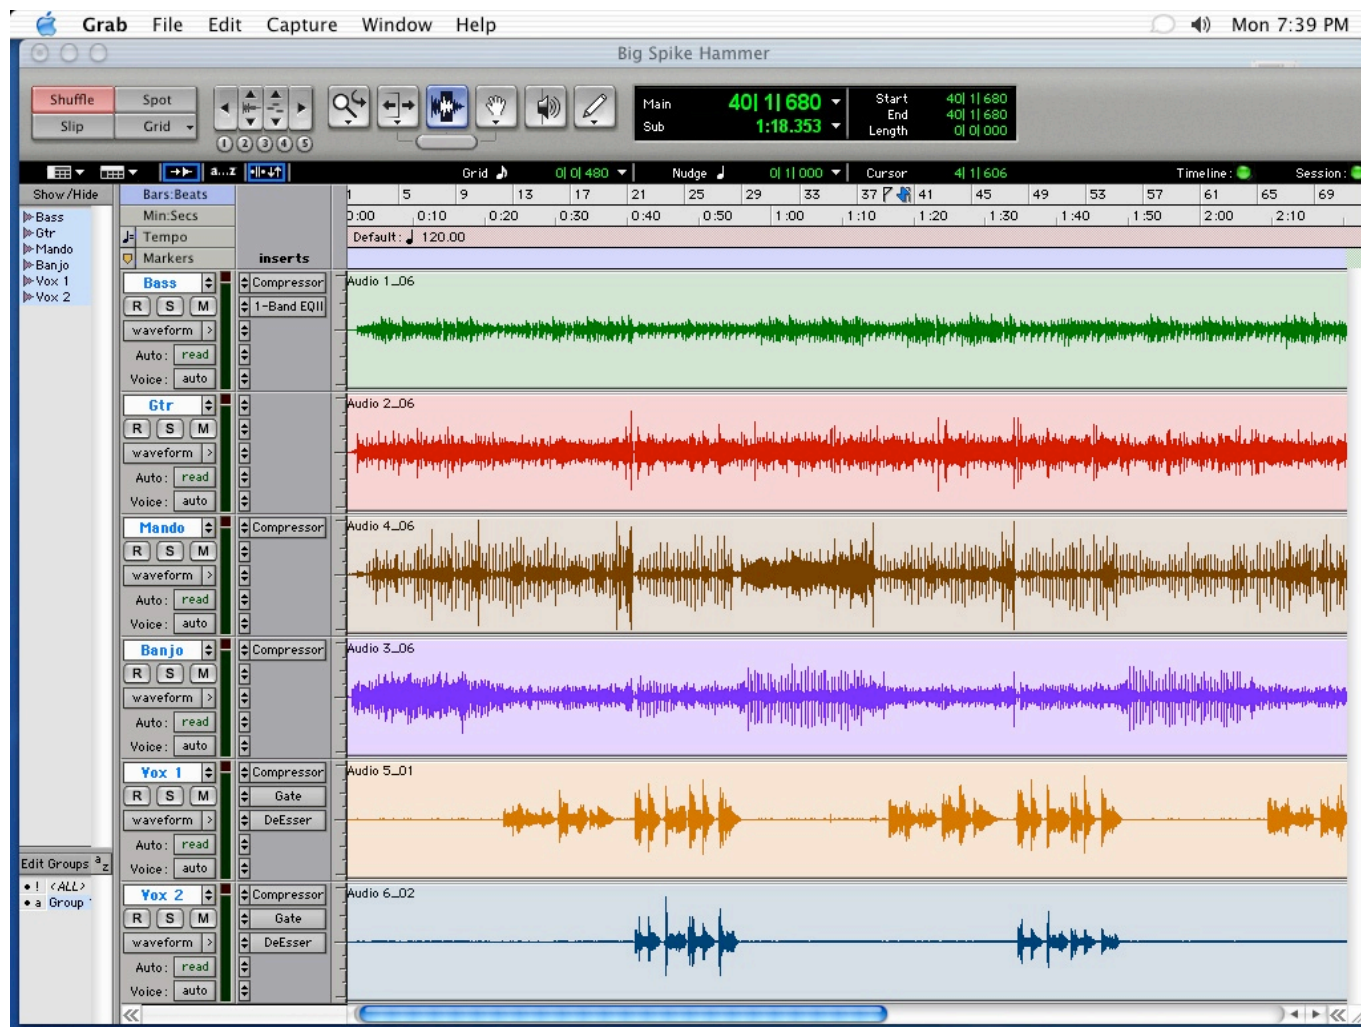 Grab File Edit Capture Window Help Mon 7:39 PM
Big Spike Hammer
Shuffle Spot
Slip Grid
1 2 3 4 5
Main 40| 1| 680
Sub 1:18.353
Start 40| 1| 680
End 40| 1| 680
Length 0| 0| 000
a...z Grid 0| 0| 480 Nudge 0| 1| 000 Cursor 4| 1| 606 Timeline: Session:
Show/Hide
Bass
Gtr
Mando
Banjo
Vox 1
Vox 2
Bars:Beats 1 5 9 13 17 21 25 29 33 37 41 45 49 53 57 61 65 69
Min:Secs 0:00 0:10 0:20 0:30 0:40 0:50 1:00 1:10 1:20 1:30 1:40 1:50 2:00 2:10
Tempo Default: 120.00
Markers inserts
Bass Compressor Audio 1_06
R S M 1-Band EQII
waveform
Auto: read
Voice: auto
Gtr Audio 2_06
R S M
waveform
Auto: read
Voice: auto
Mando Compressor Audio 4_06
R S M
waveform
Auto: read
Voice: auto
Banjo Compressor Audio 3_06
R S M
waveform
Auto: read
Voice: auto
Vox 1 Compressor Audio 5_01
R S M Gate
waveform DeEsser
Auto: read
Voice: auto
Vox 2 Compressor Audio 6_02
R S M Gate
waveform DeEsser
Auto: read
Voice: auto
Edit Groups a z
! <ALL>
a Group